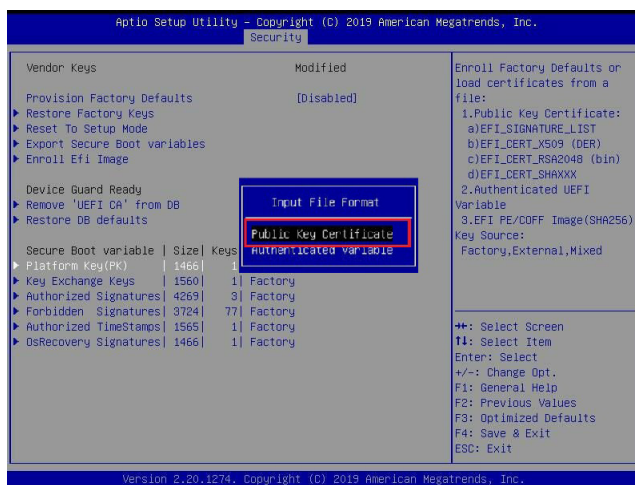 Aptio Setup Utility – Copyright (C) 2019 American Megatrends, Inc.
Security
Vendor Keys Modified
Provision Factory Defaults [Disabled]
Restore Factory Keys
Reset To Setup Mode
Export Secure Boot variables
Enroll Efi Image
Device Guard Ready
Remove 'UEFI CA' from DB
Restore DB defaults
Secure Boot variable | Size| Keys
Platform Key(PK) | 1466| 1
Key Exchange Keys | 1560| 1| Factory
Authorized Signatures| 4269| 3| Factory
Forbidden Signatures| 3724| 77| Factory
Authorized TimeStamps| 1565| 1| Factory
OsRecovery Signatures| 1466| 1| Factory
Input File Format
Public Key Certificate
Authenticated Variable
Enroll Factory Defaults or
load certificates from a
file:
1.Public Key Certificate:
a)EFI_SIGNATURE_LIST
b)EFI_CERT_X509 (DER)
c)EFI_CERT_RSA2048 (bin)
d)EFI_CERT_SHAXXX
2.Authenticated UEFI
Variable
3.EFI PE/COFF Image(SHA256)
Key Source:
Factory,External,Mixed
→←: Select Screen
↑↓: Select Item
Enter: Select
+/-: Change Opt.
F1: General Help
F2: Previous Values
F3: Optimized Defaults
F4: Save & Exit
ESC: Exit
Version 2.20.1274. Copyright (C) 2019 American Megatrends, Inc.